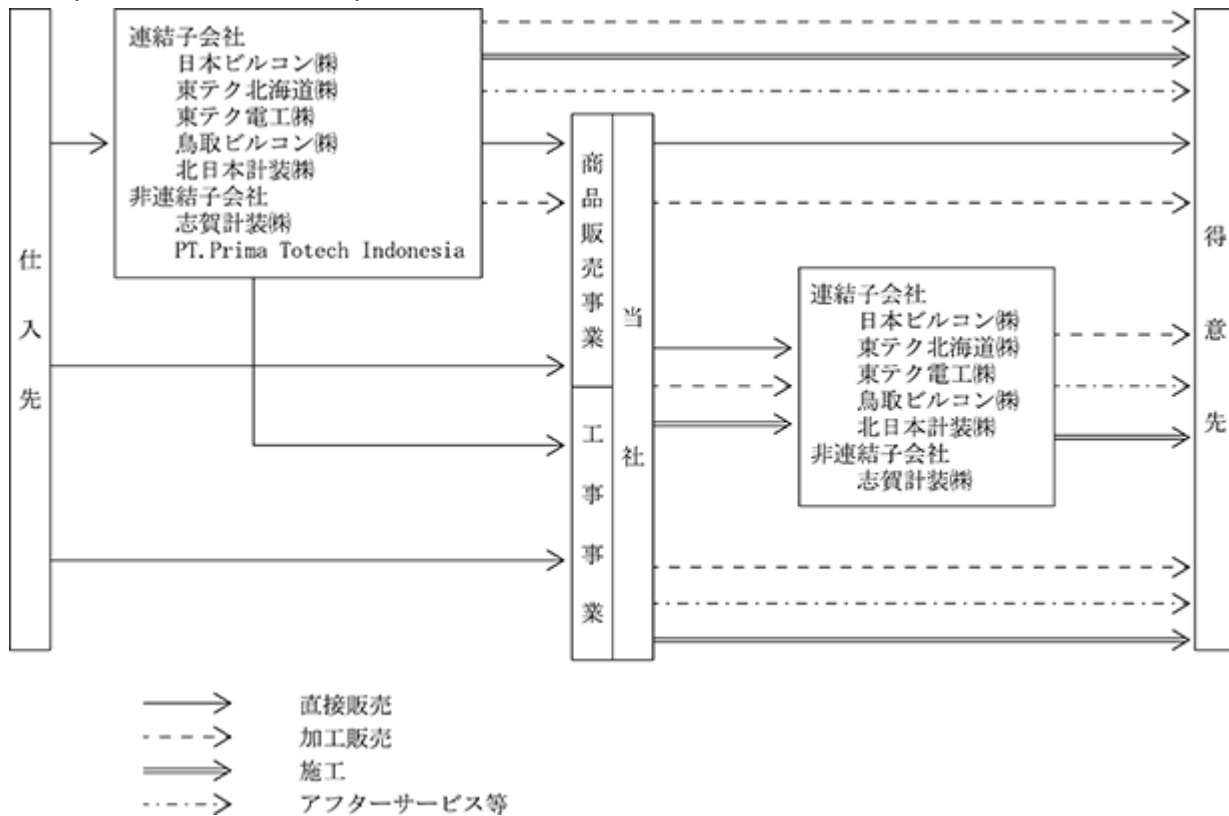 連結子会社
日本ビルコン㈱
東テク北海道㈱
東テク電工㈱
鳥取ビルコン㈱
北日本計装㈱
非連結子会社
志賀計装㈱
PT.Prima Totech Indonesia
仕入先
商品販売事業
工事事業
当社
連結子会社
日本ビルコン㈱
東テク北海道㈱
東テク電工㈱
鳥取ビルコン㈱
北日本計装㈱
非連結子会社
志賀計装㈱
得意先
直接販売
加工販売
施工
アフターサービス等